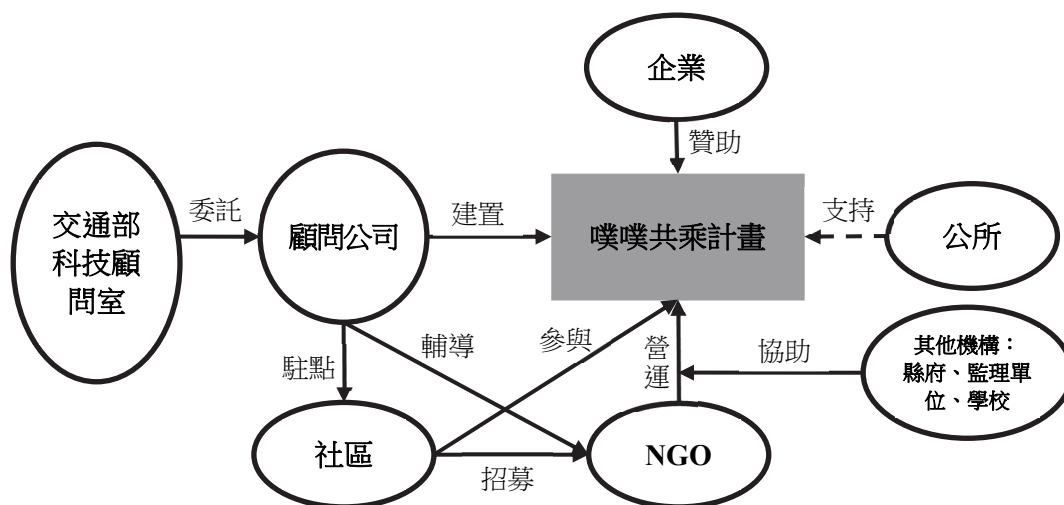 企業
贊助
交通部
科技顧
問室
委託
顧問公司
建置
噗噗共乘計畫
支持
公所
駐點
輔導
參與
營
運
協助
其他機構：
縣府、監理單
位、學校
社區
招募
NGO